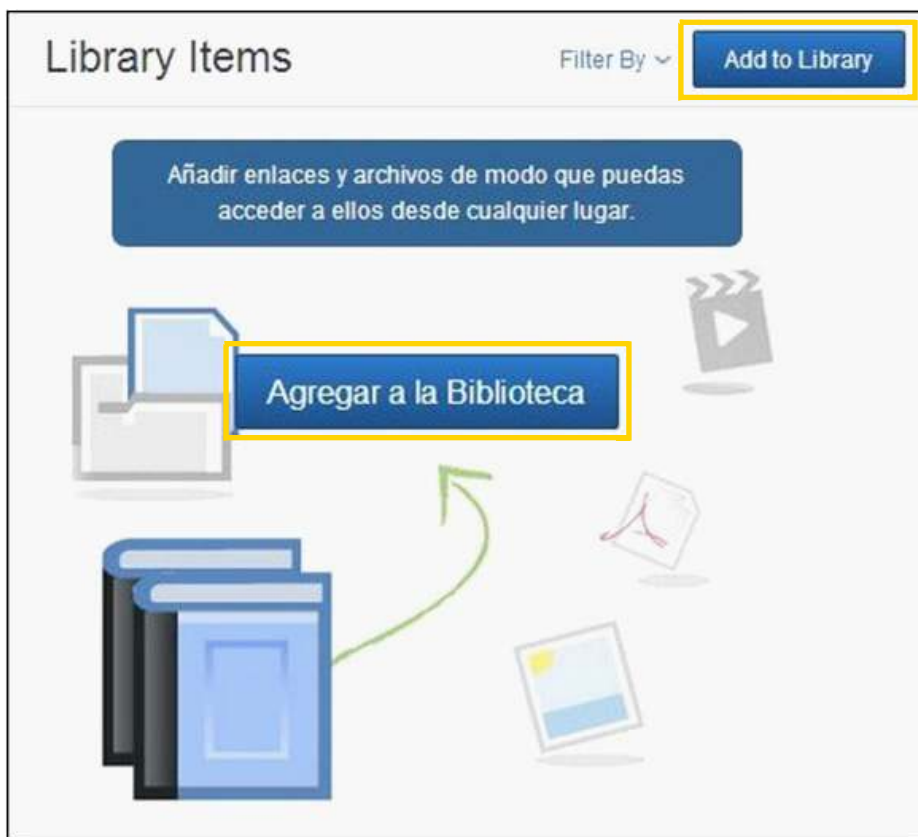 Library Items
Filter By
Add to Library
Añadir enlaces y archivos de modo que puedas
acceder a ellos desde cualquier lugar.
Agregar a la Biblioteca